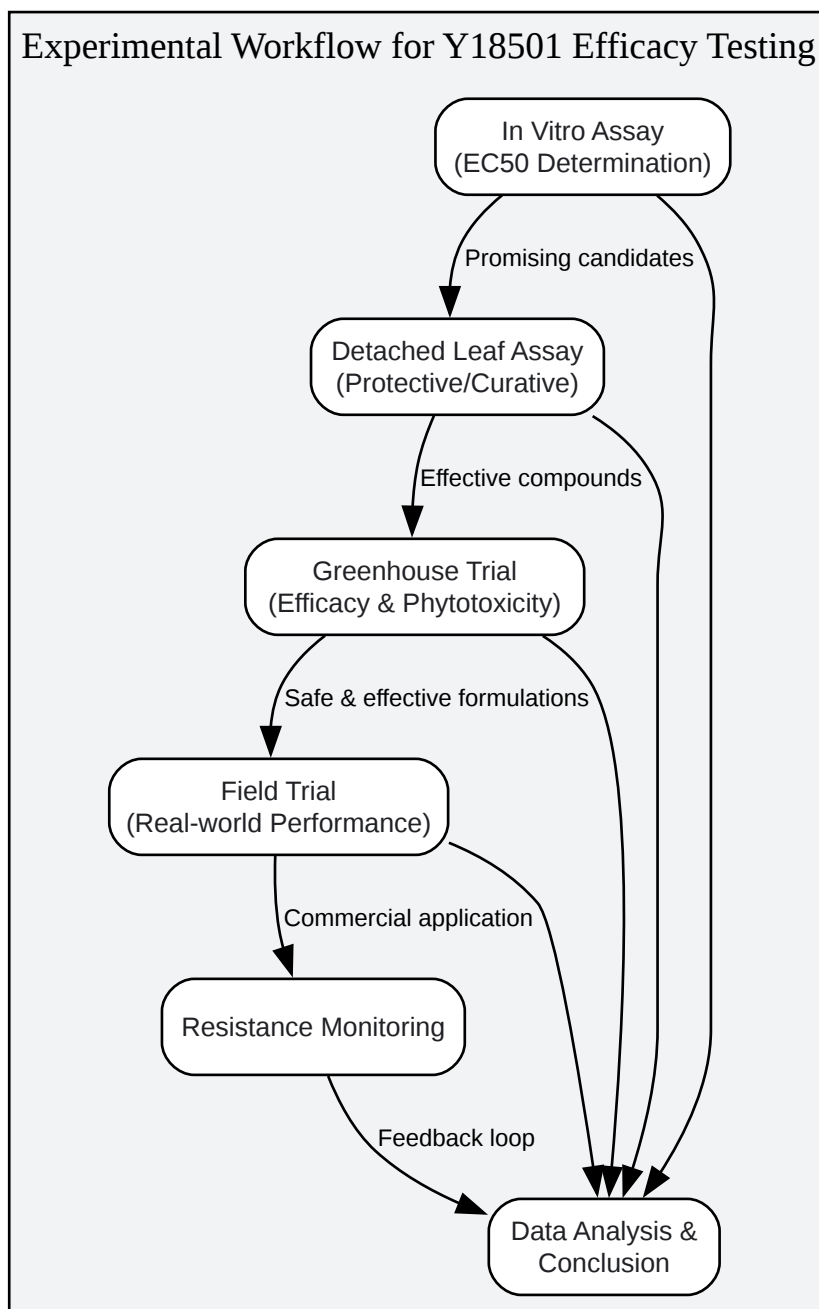 Experimental Workflow for Y18501 Efficacy Testing
In Vitro Assay
(EC50 Determination)
Promising candidates
Detached Leaf Assay
(Protective/Curative)
Effective compounds
Greenhouse Trial
(Efficacy & Phytotoxicity)
Safe & effective formulations
Field Trial
(Real-world Performance)
Commercial application
Resistance Monitoring
Feedback loop
Data Analysis &
Conclusion